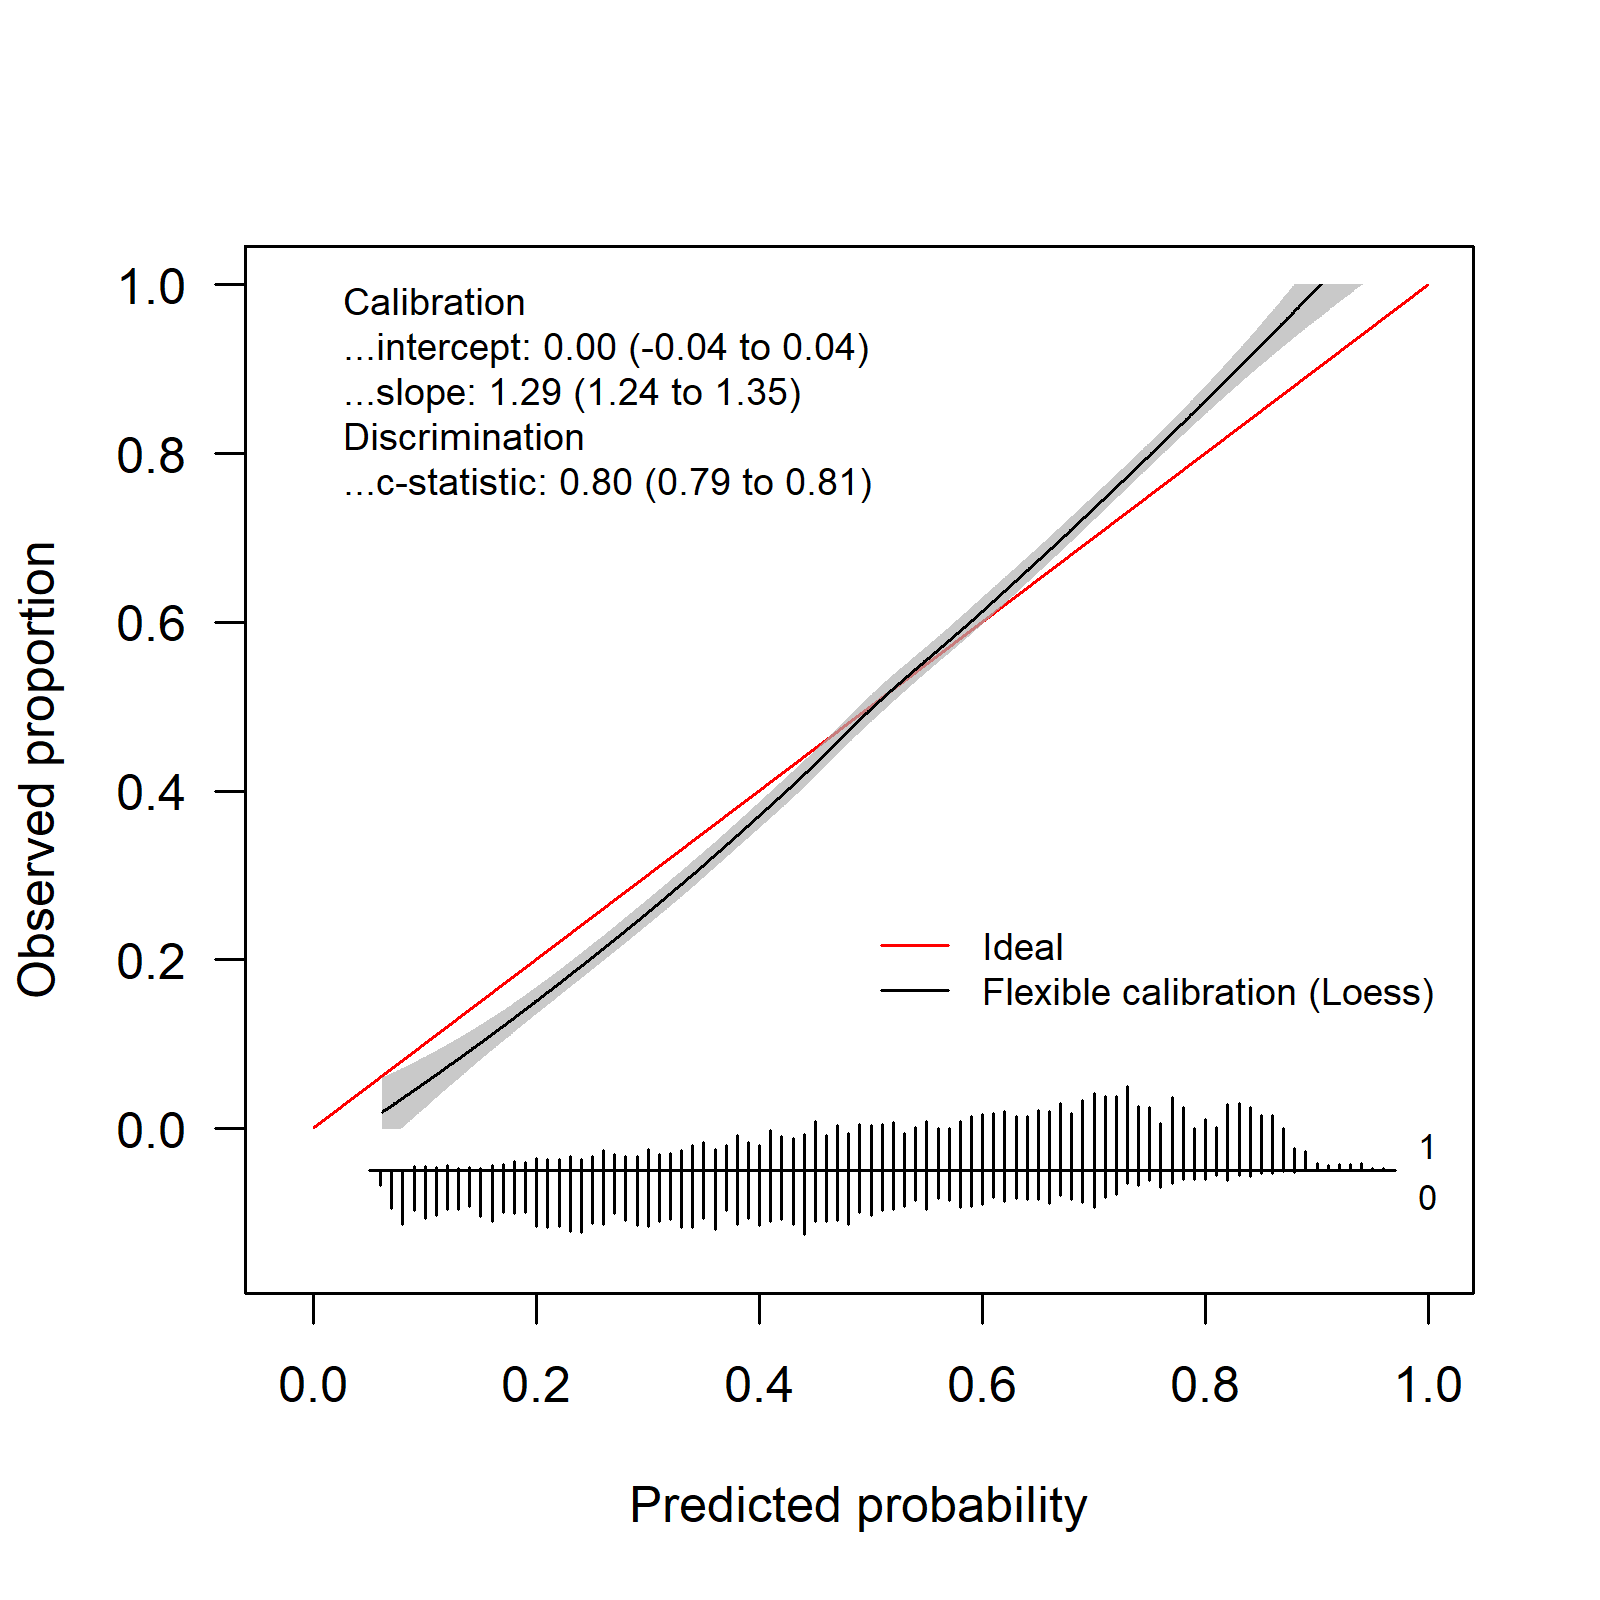 Calibration
...intercept: 0.00 (-0.04 to 0.04)
...slope: 1.29 (1.24 to 1.35)
Discrimination
...c-statistic: 0.80 (0.79 to 0.81)
1.0
0.8
0.6
0.4
0.2
0.0
Observed proportion
Ideal
Flexible calibration (Loess)
1
0
0.0 0.2 0.4 0.6 0.8 1.0
Predicted probability